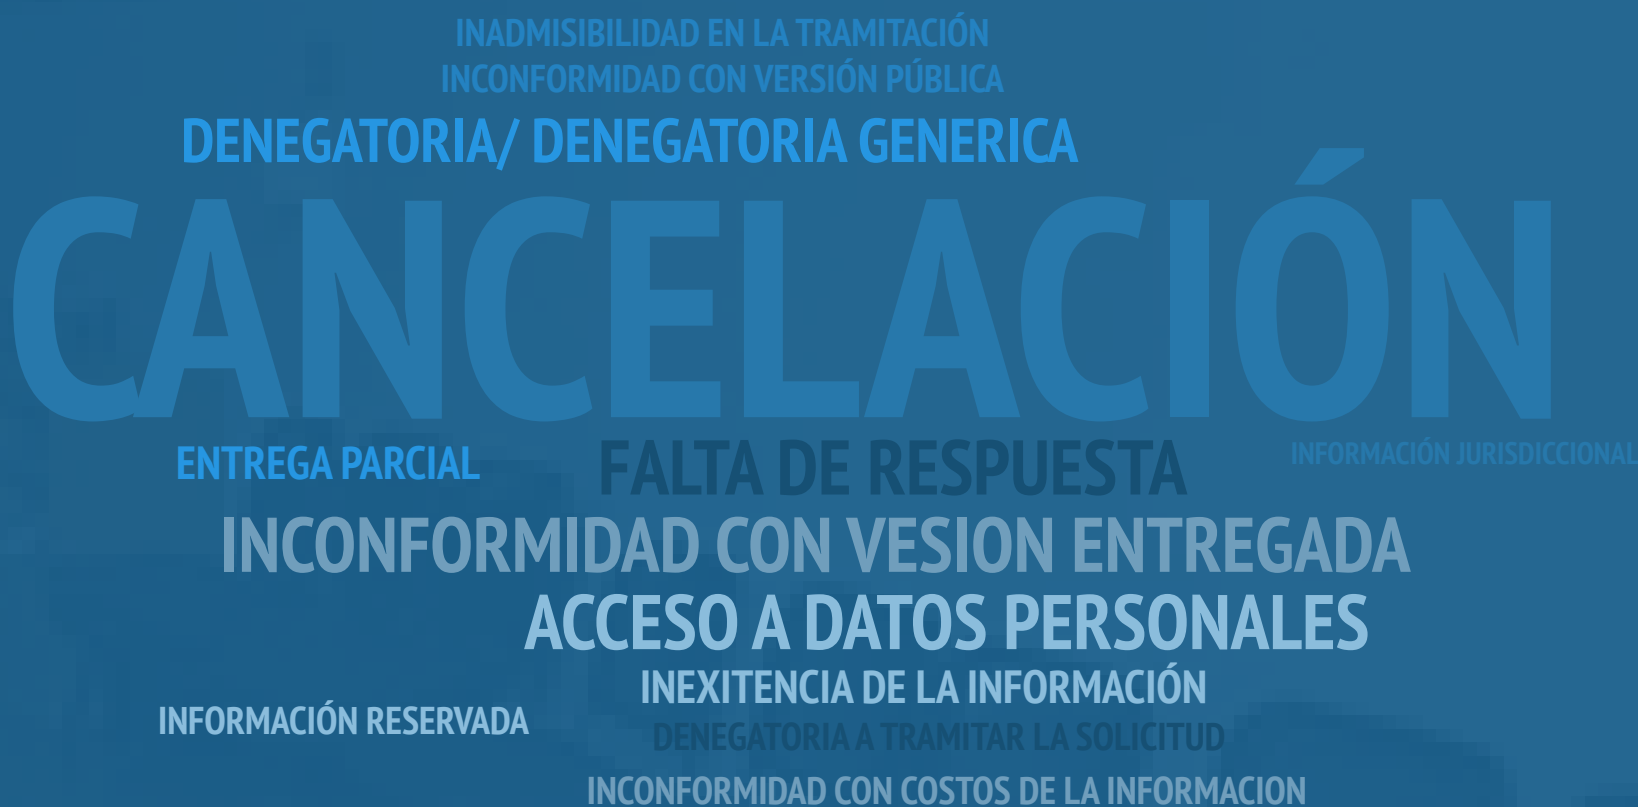 INADMISIBILIDAD EN LA TRAMITACIÓN
INCONFORMIDAD CON VERSIÓN PÚBLICA
DENEGATORIA/ DENEGATORIA GENERICA
CANCELACIÓN
ENTREGA PARCIAL
FALTA DE RESPUESTA
INFORMACIÓN JURISDICCIONAL
INCONFORMIDAD CON VESION ENTREGADA
ACCESO A DATOS PERSONALES
INEXITENCIA DE LA INFORMACIÓN
INFORMACIÓN RESERVADA
DENEGATORIA A TRAMITAR LA SOLICITUD
INCONFORMIDAD CON COSTOS DE LA INFORMACION